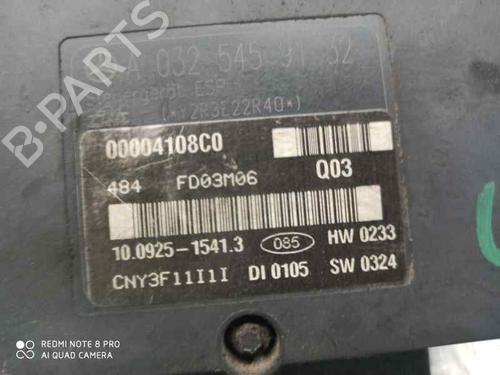 A 032 545 91 32
Steuergerät ESP
(*12R3E22R40*)
00004108C0
484 FD03M06 Q03
10.0925-1541.3 085 HW 0233
CNY3F11I1I DI 0105 SW 0324
B-PARTS
REDMI NOTE 8 PRO
AI QUAD CAMERA